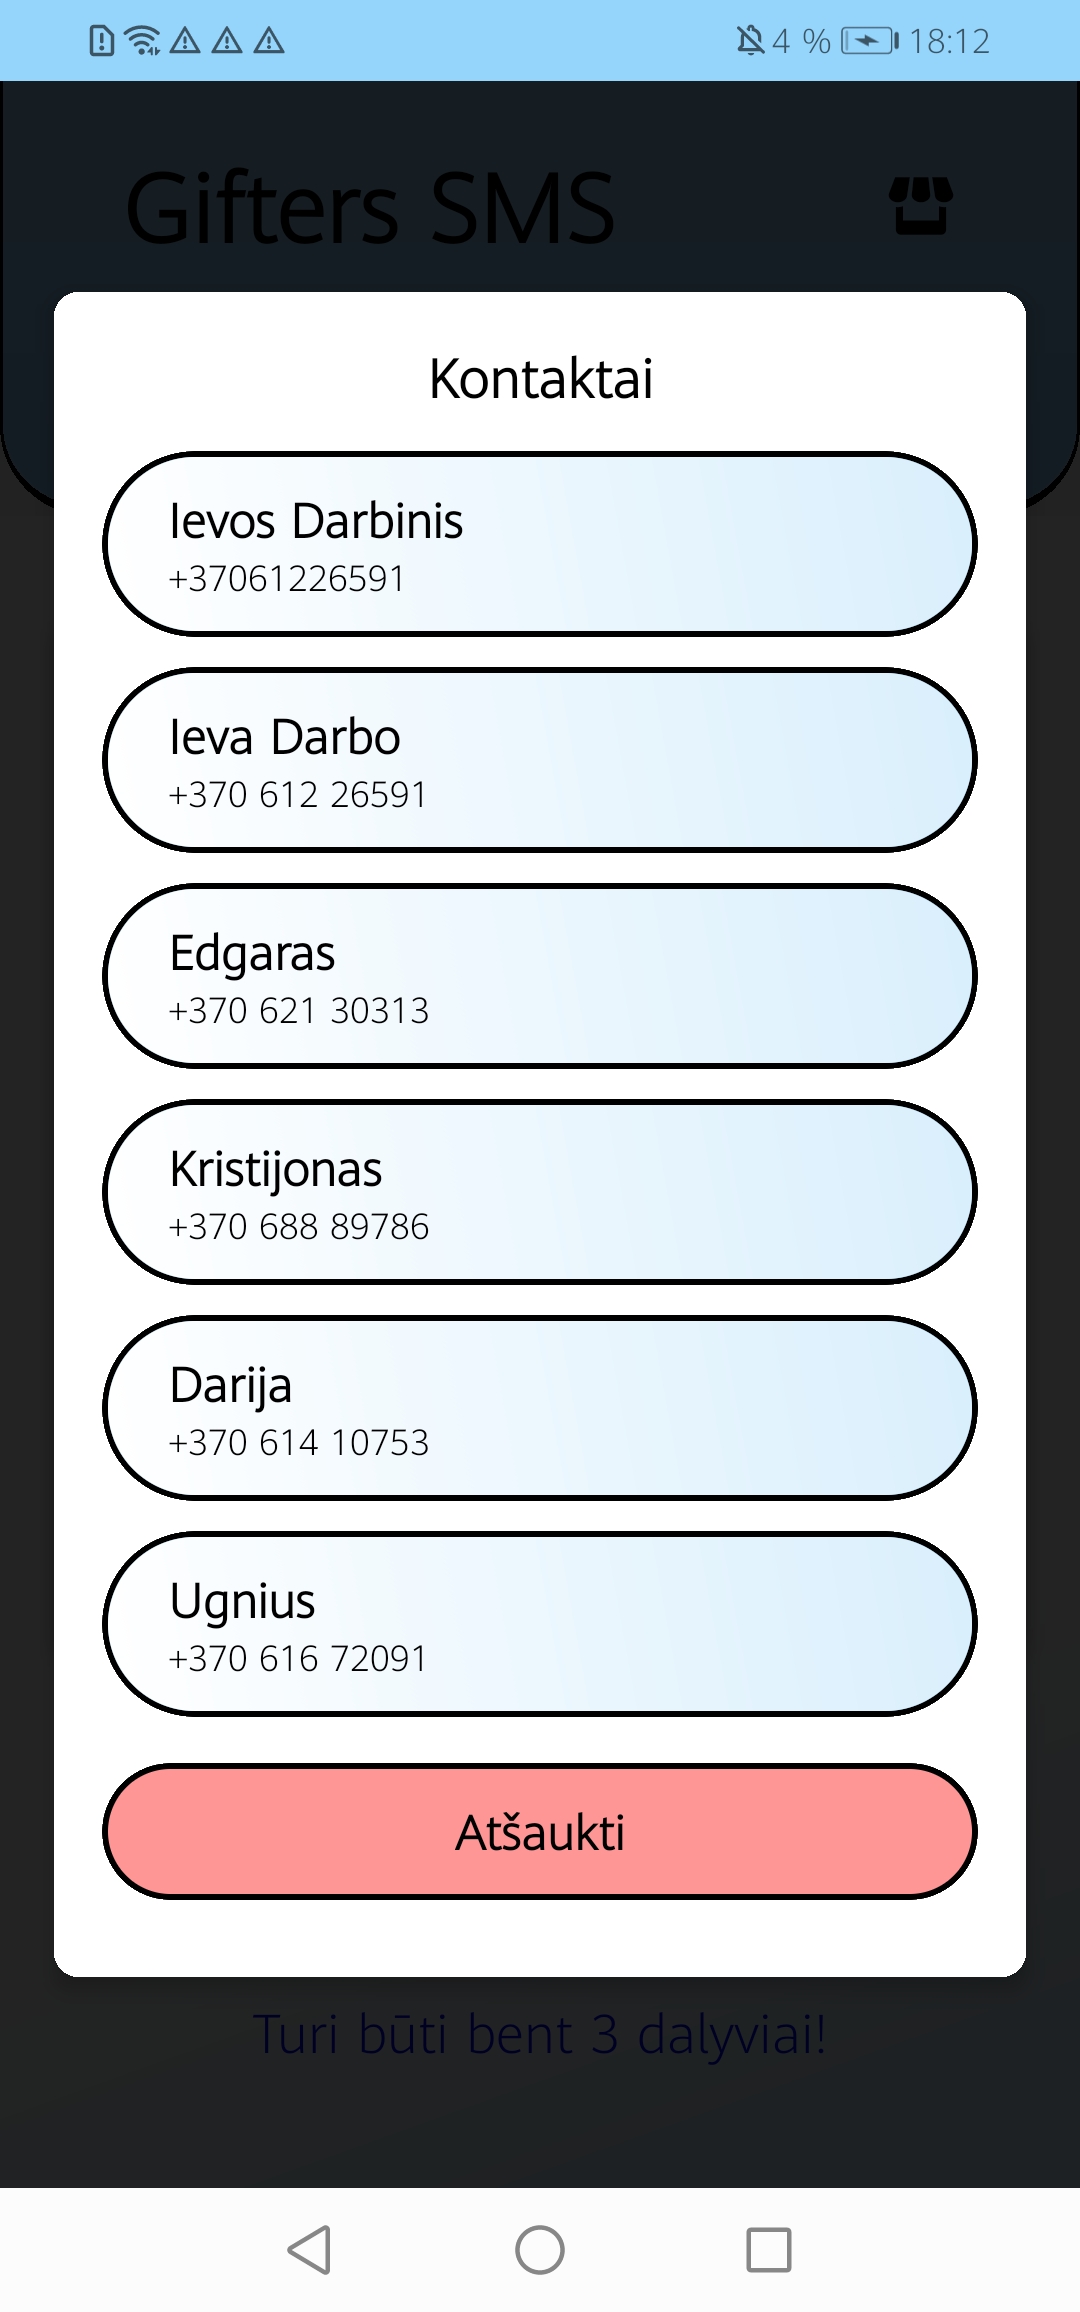 4 % 18:12
Gifters SMS
Kontaktai
Ievos Darbinis
+37061226591
Ieva Darbo
+370 612 26591
Edgaras
+370 621 30313
Kristijonas
+370 688 89786
Darija
+370 614 10753
Ugnius
+370 616 72091
Atšaukti
Turi būti bent 3 dalyviai!